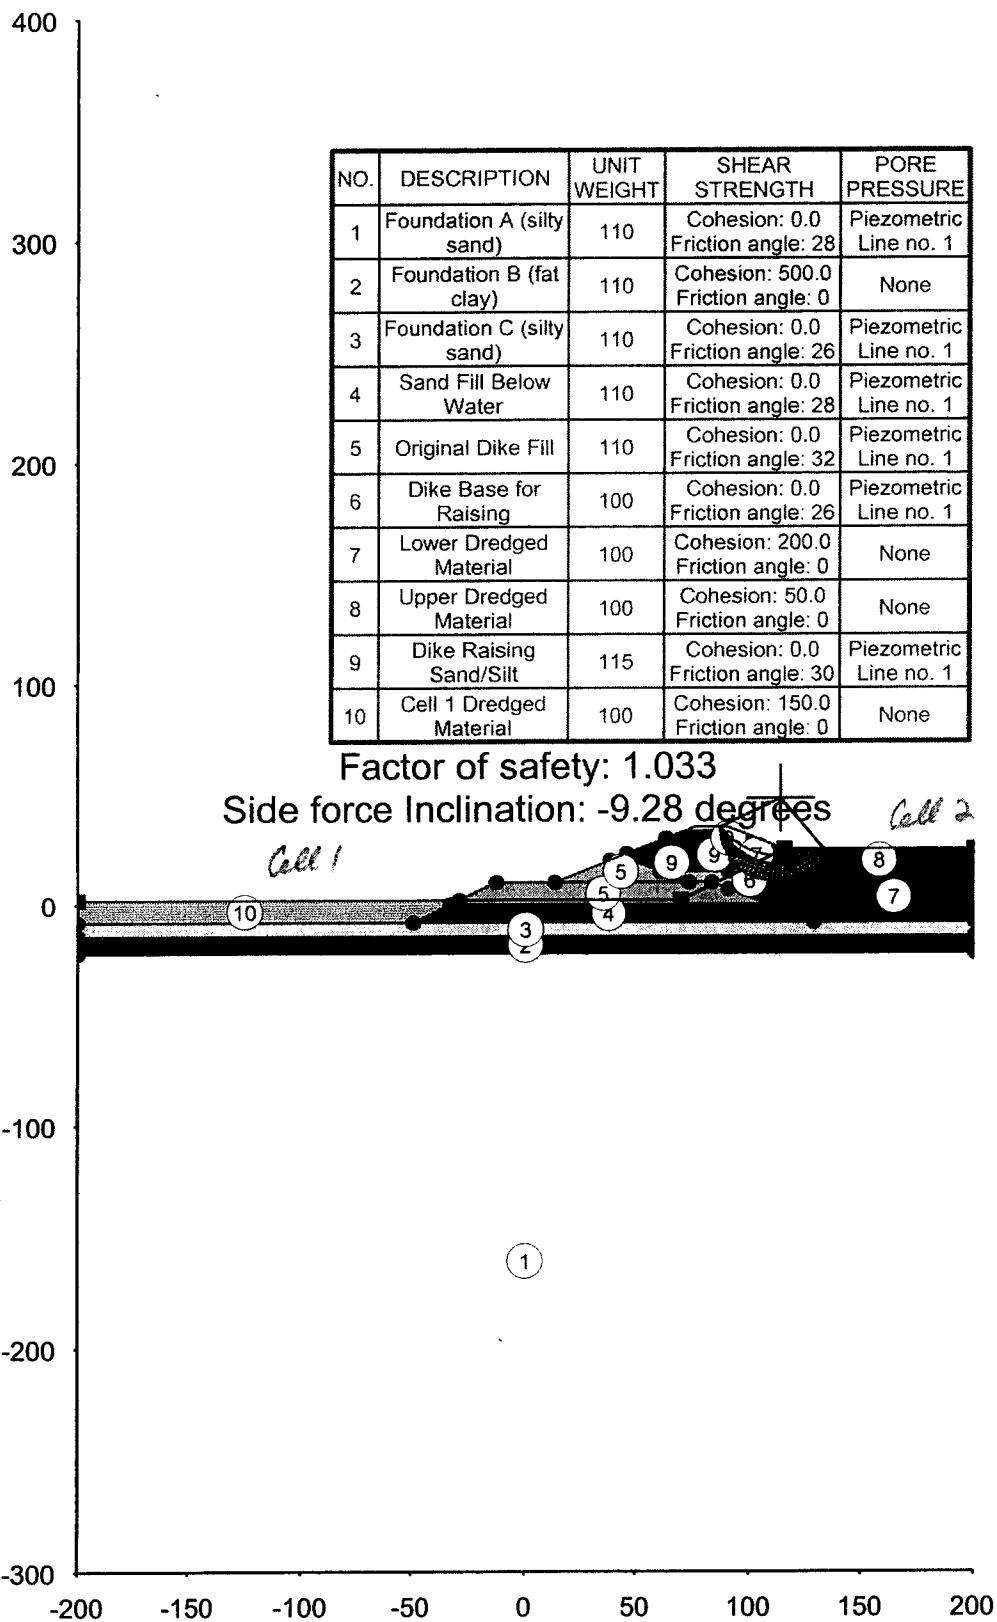 400
NO. DESCRIPTION UNIT WEIGHT SHEAR STRENGTH PORE PRESSURE
1 Foundation A (silty sand) 110 Cohesion: 0.0 Friction angle: 28 Piezometric Line no. 1
300
2 Foundation B (fat clay) 110 Cohesion: 500.0 Friction angle: 0 None
3 Foundation C (silty sand) 110 Cohesion: 0.0 Friction angle: 26 Piezometric Line no. 1
4 Sand Fill Below Water 110 Cohesion: 0.0 Friction angle: 28 Piezometric Line no. 1
5 Original Dike Fill 110 Cohesion: 0.0 Friction angle: 32 Piezometric Line no. 1
200
6 Dike Base for Raising 100 Cohesion: 0.0 Friction angle: 26 Piezometric Line no. 1
7 Lower Dredged Material 100 Cohesion: 200.0 Friction angle: 0 None
8 Upper Dredged Material 100 Cohesion: 50.0 Friction angle: 0 None
9 Dike Raising Sand/Silt 115 Cohesion: 0.0 Friction angle: 30 Piezometric Line no. 1
100
10 Cell 1 Dredged Material 100 Cohesion: 150.0 Friction angle: 0 None
Factor of safety: 1.033
Side force Inclination: -9.28 degrees
Cell 2
Cell 1
9 9 7 8
5
5 6 7
0
10 4
3
2
-100
1
-200
-300
-200 -150 -100 -50 0 50 100 150 200